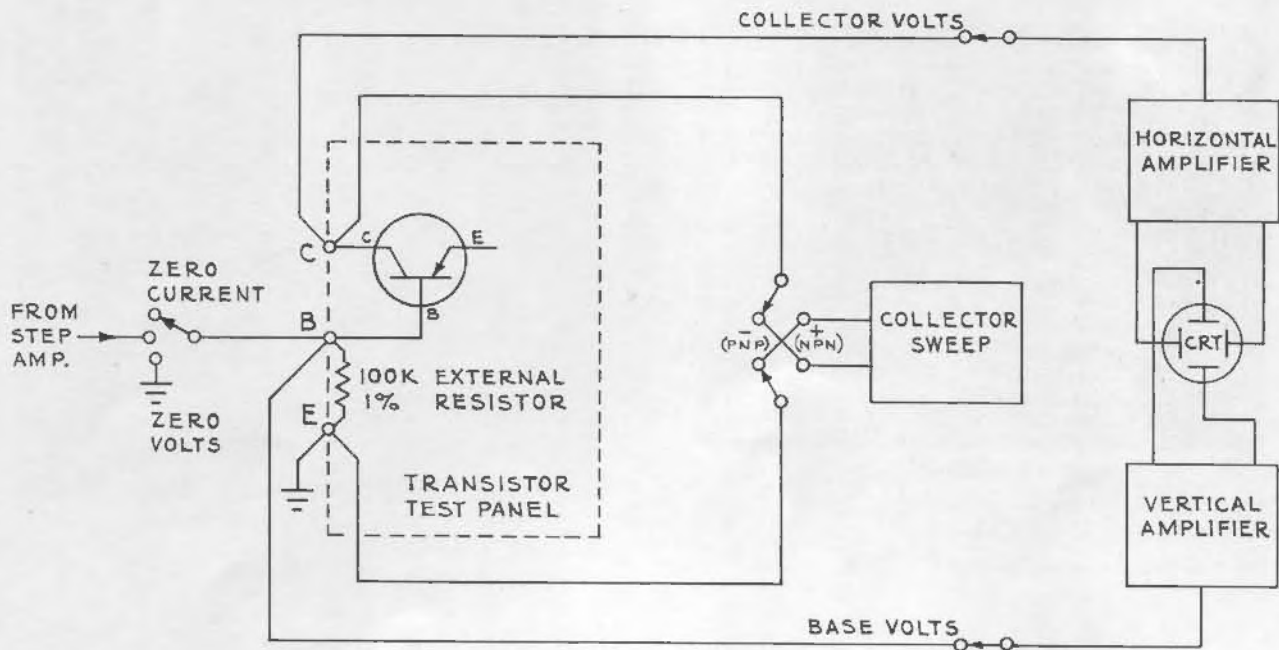 COLLECTOR VOLTS
HORIZONTAL
AMPLIFIER
C
C
E
B
ZERO
CURRENT
FROM
STEP
AMP.
B
ZERO
VOLTS
100K EXTERNAL
1% RESISTOR
E
TRANSISTOR
TEST PANEL
- +
(PNP) (NPN)
COLLECTOR
SWEEP
CRT
VERTICAL
AMPLIFIER
BASE VOLTS